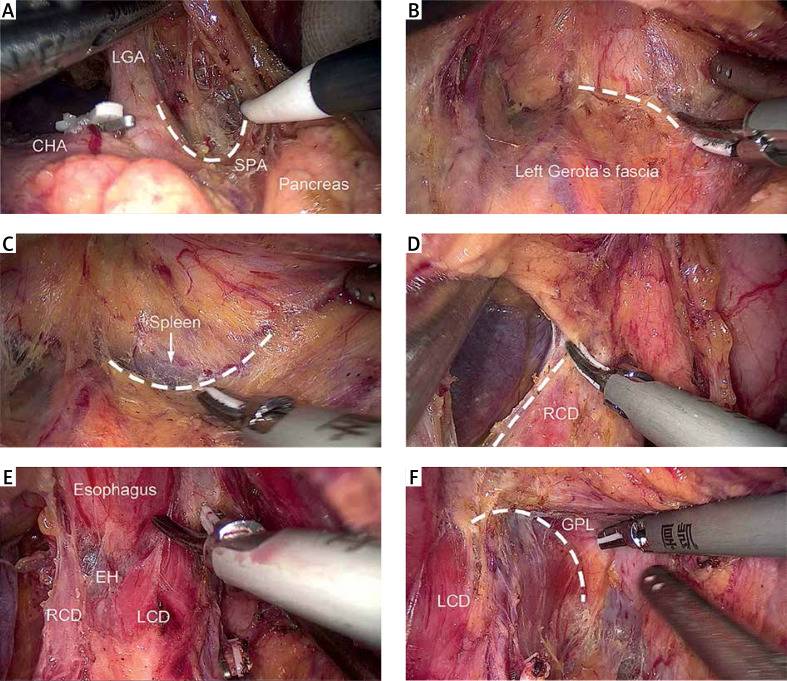 A
LGA
CHA
SPA
Pancreas
B
Left Gerota's fascia
C
Spleen
D
RCD
E
Esophagus
EH
RCD
LCD
F
GPL
LCD